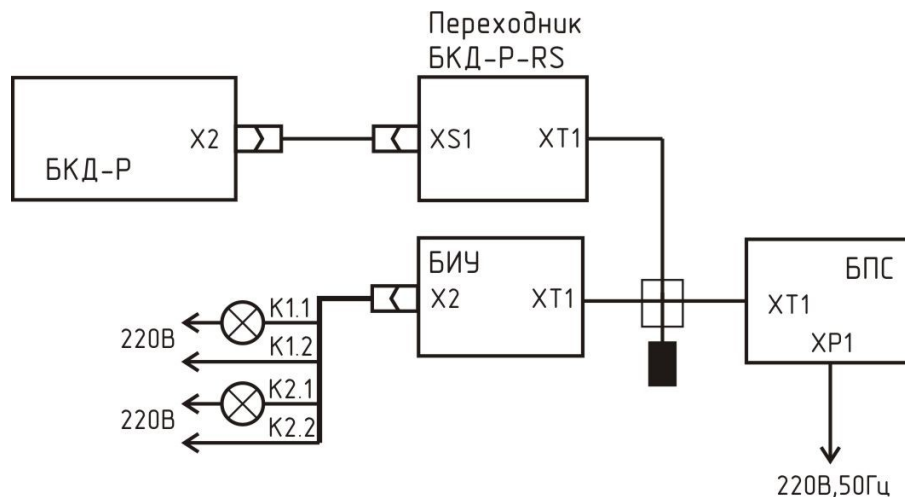 Переходник
БКД-Р-RS
X2
XS1
XT1
БКД-Р
БИУ
БПС
X2
XT1
XT1
XP1
K1.1
220В
K1.2
K2.1
220В
K2.2
220В,50Гц